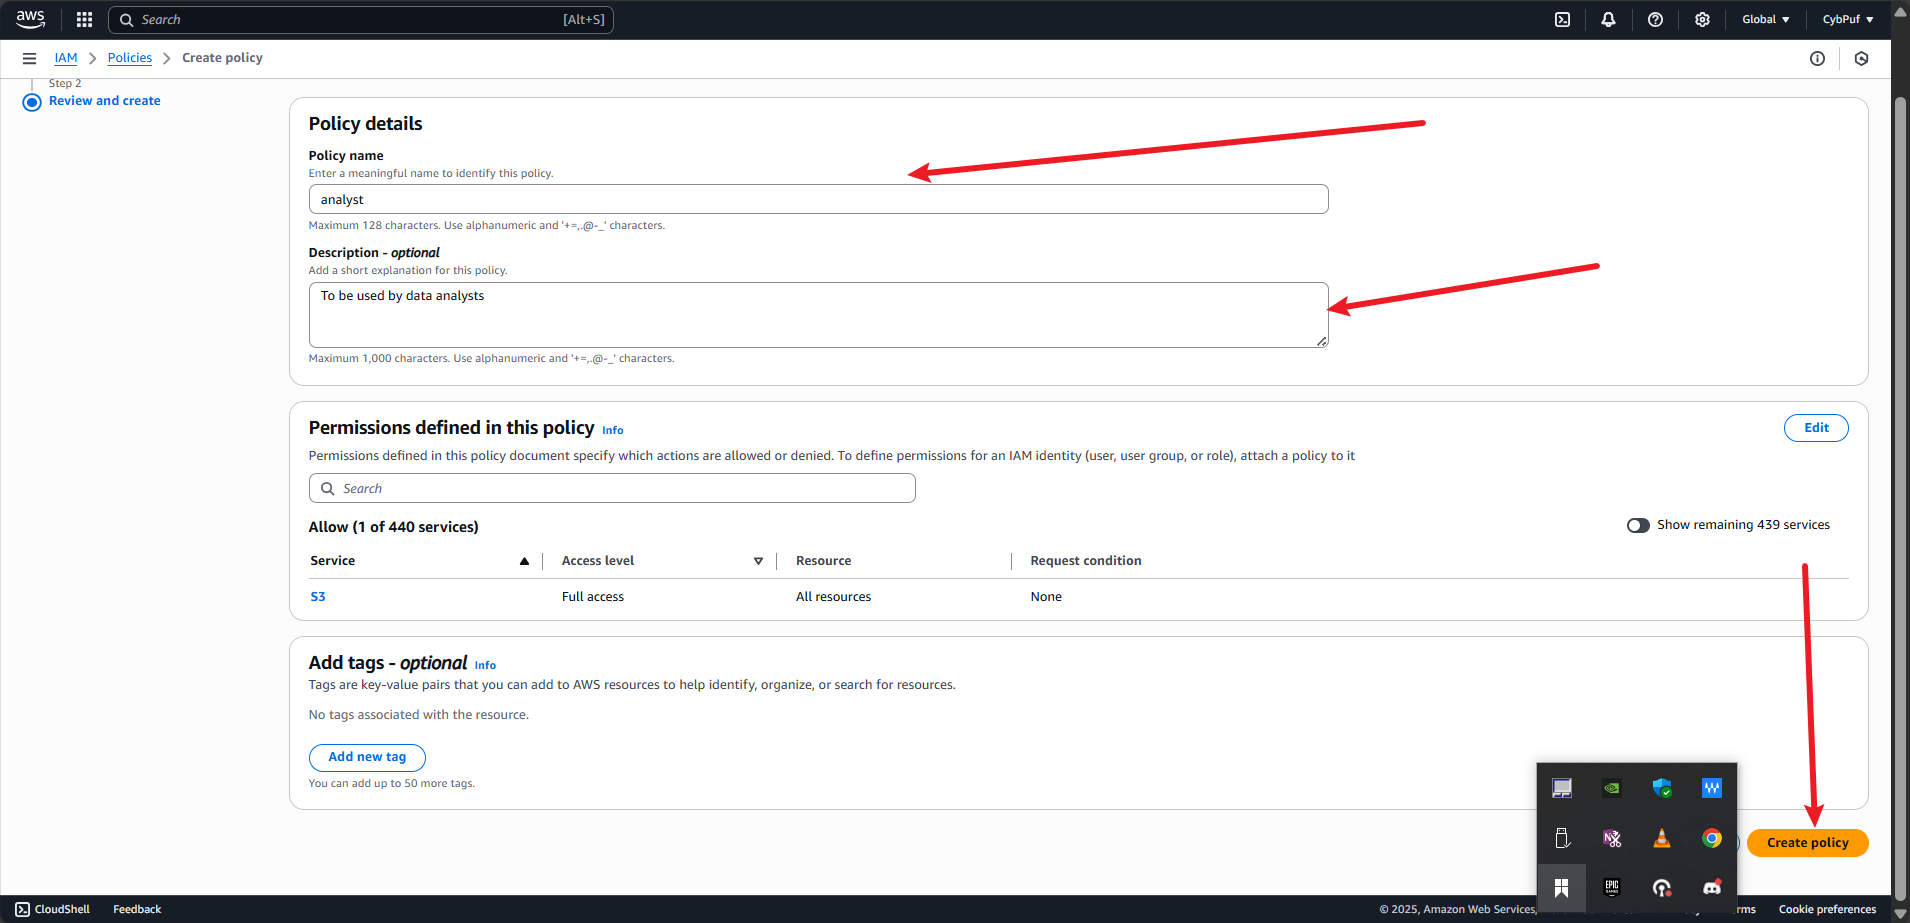 aws
Search [Alt+S]
Global ▼
CybPuf ▼
IAM > Policies > Create policy
Step 2
Review and create
Policy details
Policy name
Enter a meaningful name to identify this policy.
analyst
Maximum 128 characters. Use alphanumeric and '+=,.@-_' characters.
Description - optional
Add a short explanation for this policy.
To be used by data analysts
Maximum 1,000 characters. Use alphanumeric and '+=,.@-_' characters.
Permissions defined in this policy Info
Edit
Permissions defined in this policy document specify which actions are allowed or denied. To define permissions for an IAM identity (user, user group, or role), attach a policy to it
Search
Allow (1 of 440 services)
Show remaining 439 services
Service Access level Resource Request condition
S3 Full access All resources None
Add tags - optional Info
Tags are key-value pairs that you can add to AWS resources to help identify, organize, or search for resources.
No tags associated with the resource.
Add new tag
You can add up to 50 more tags.
EPIC GAMES
Create policy
CloudShell Feedback
© 2025, Amazon Web Services,
Cookie preferences